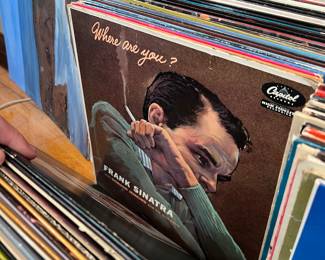 Where are you?
Capitol
FRANK SINATRA